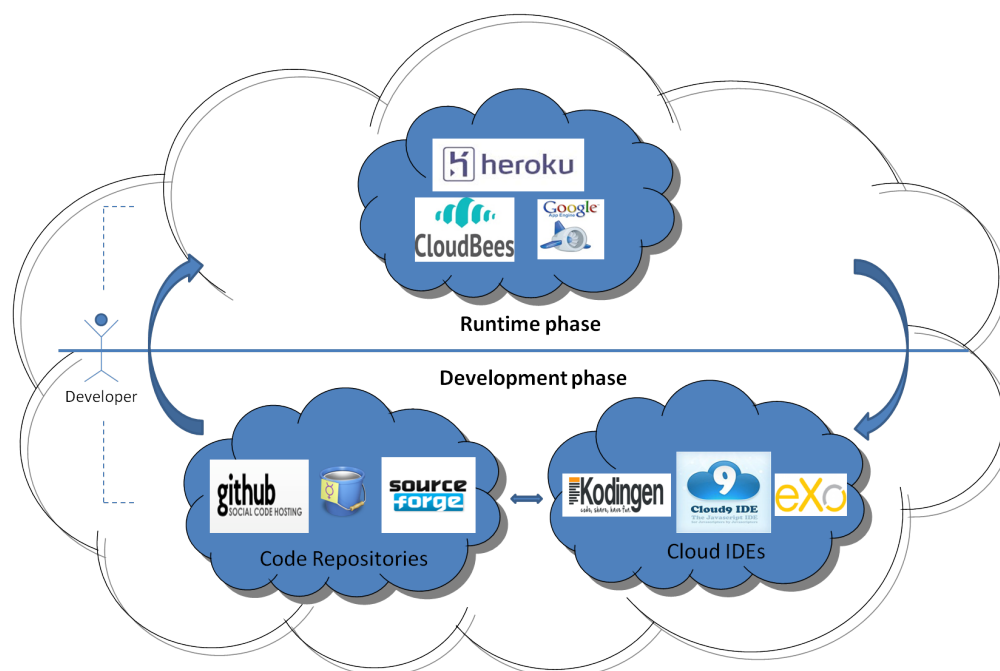 heroku
CloudBees
Google
App Engine
Runtime phase
Development phase
Developer
github
SOCIAL CODE HOSTING
source
forge
Code Repositories
Kodingen
code, share, have fun.
9
Cloud9 IDE
The Javascript IDE
eXo
Cloud IDEs